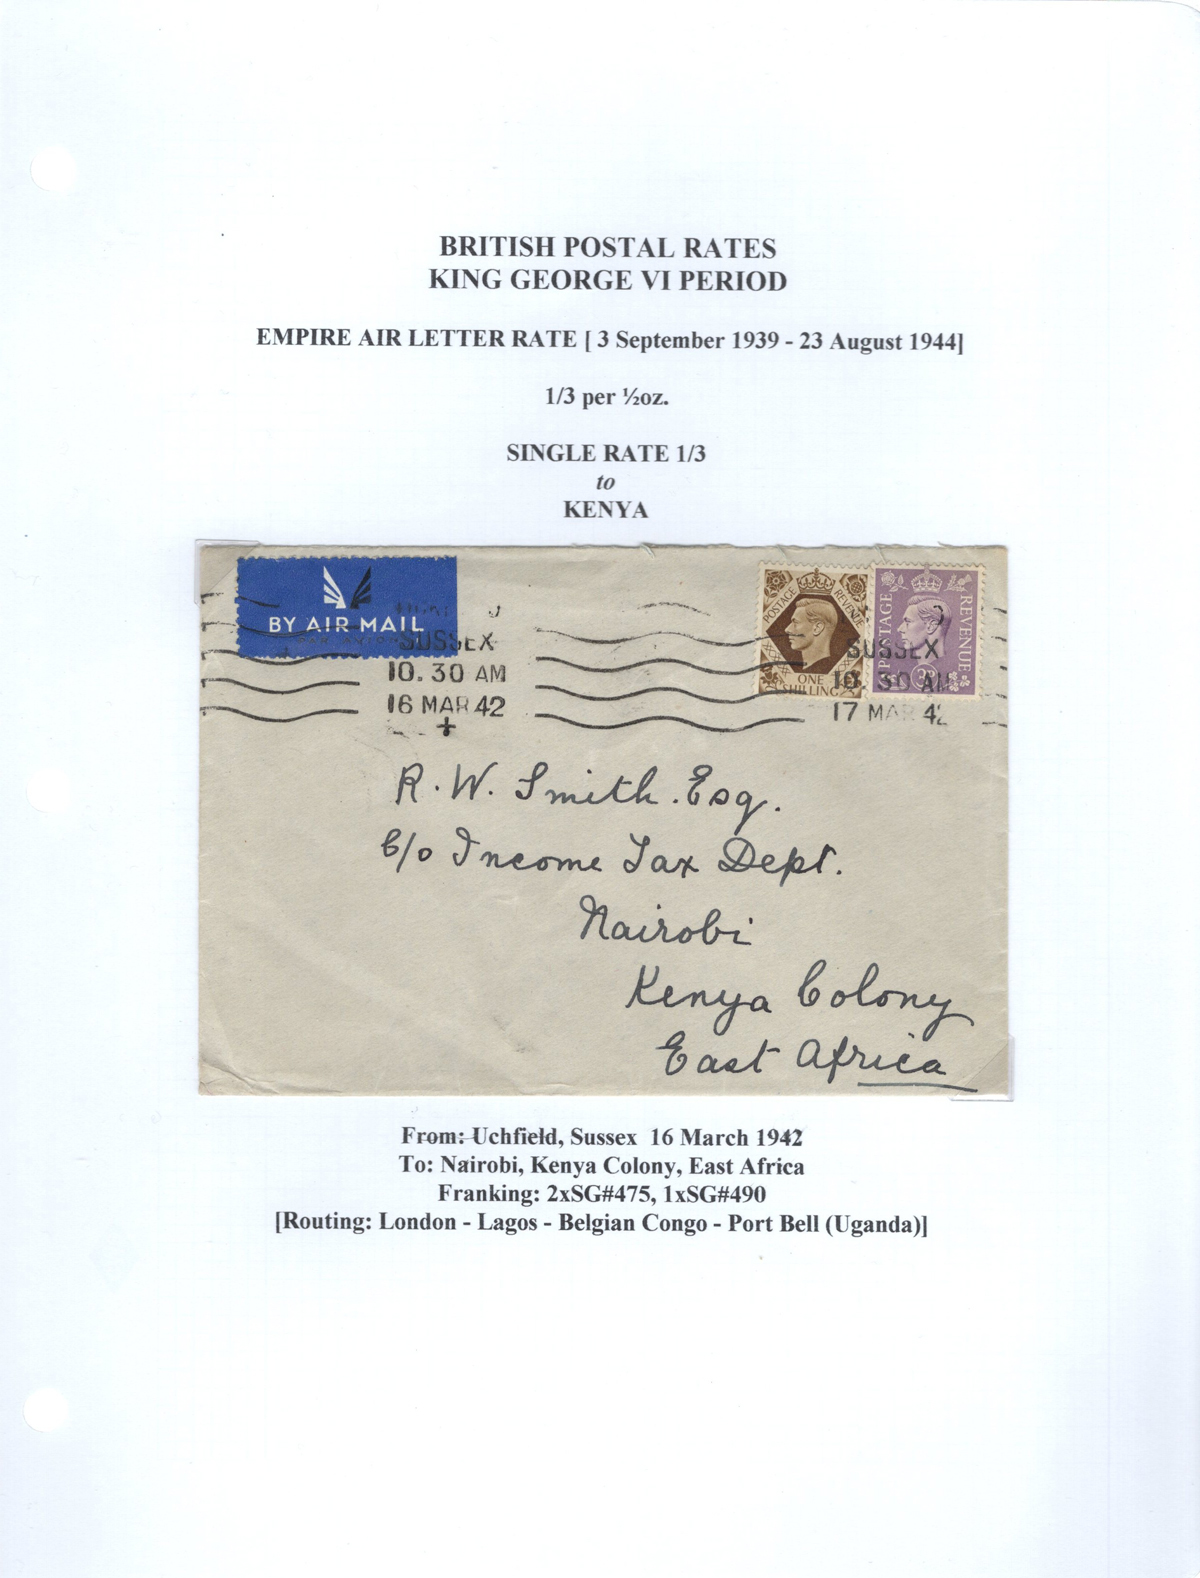 BRITISH POSTAL RATES
KING GEORGE VI PERIOD
EMPIRE AIR LETTER RATE [ 3 September 1939 - 23 August 1944]
1/3 per ½oz.
SINGLE RATE 1/3
to
KENYA
BY AIR MAIL
SUSSEX
10.30 AM
16 MAR 42
POSTAGE REVENUE
ONE SHILLING
POSTAGE REVENUE
3D
SUSSEX
10.30 AM
17 MAR 42
R. W. Smith. Esq.
C/o Income Tax Dept.
Nairobi
Kenya Colony
East Africa
From: Uchfield, Sussex 16 March 1942
To: Nairobi, Kenya Colony, East Africa
Franking: 2xSG#475, 1xSG#490
[Routing: London - Lagos - Belgian Congo - Port Bell (Uganda)]